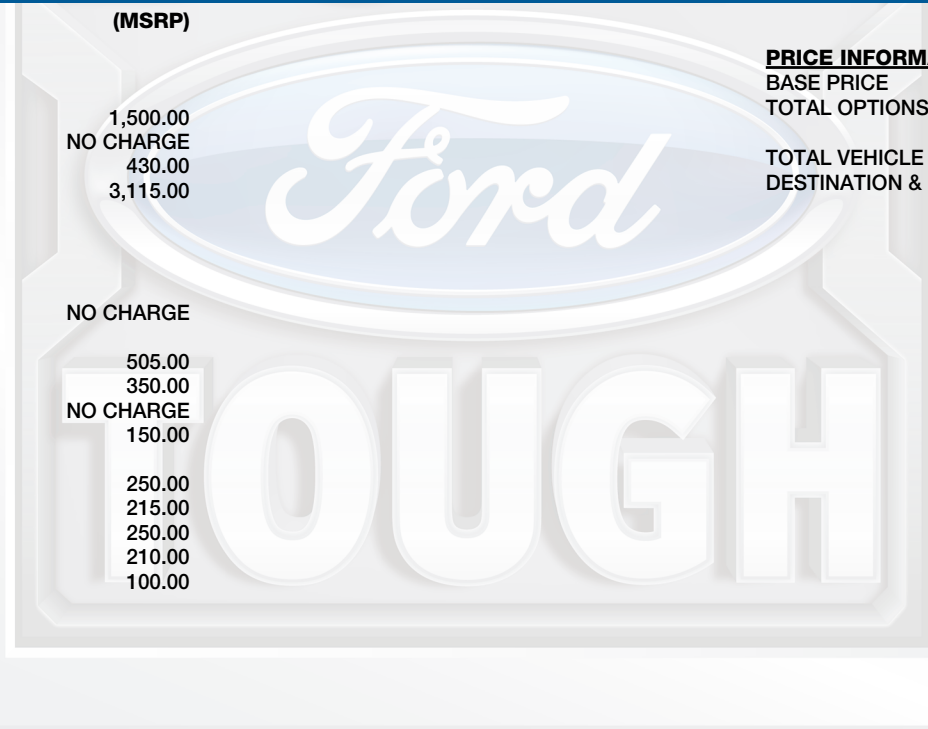 (MSRP)
1,500.00
NO CHARGE
430.00
3,115.00
NO CHARGE
505.00
350.00
NO CHARGE
150.00
250.00
215.00
250.00
210.00
100.00
PRICE INFORMA
BASE PRICE
TOTAL OPTIONS
TOTAL VEHICLE
DESTINATION &
Ford
TOUGH